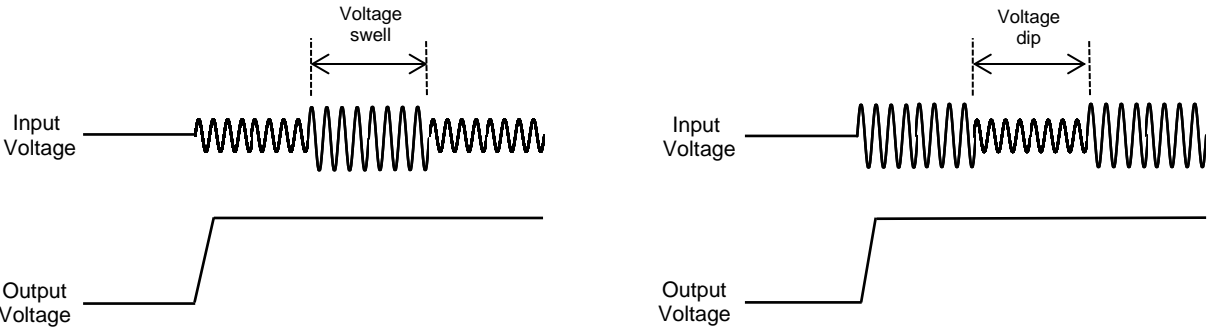 Voltage
swell
Input
Voltage
Output
Voltage
Voltage
dip
Input
Voltage
Output
Voltage